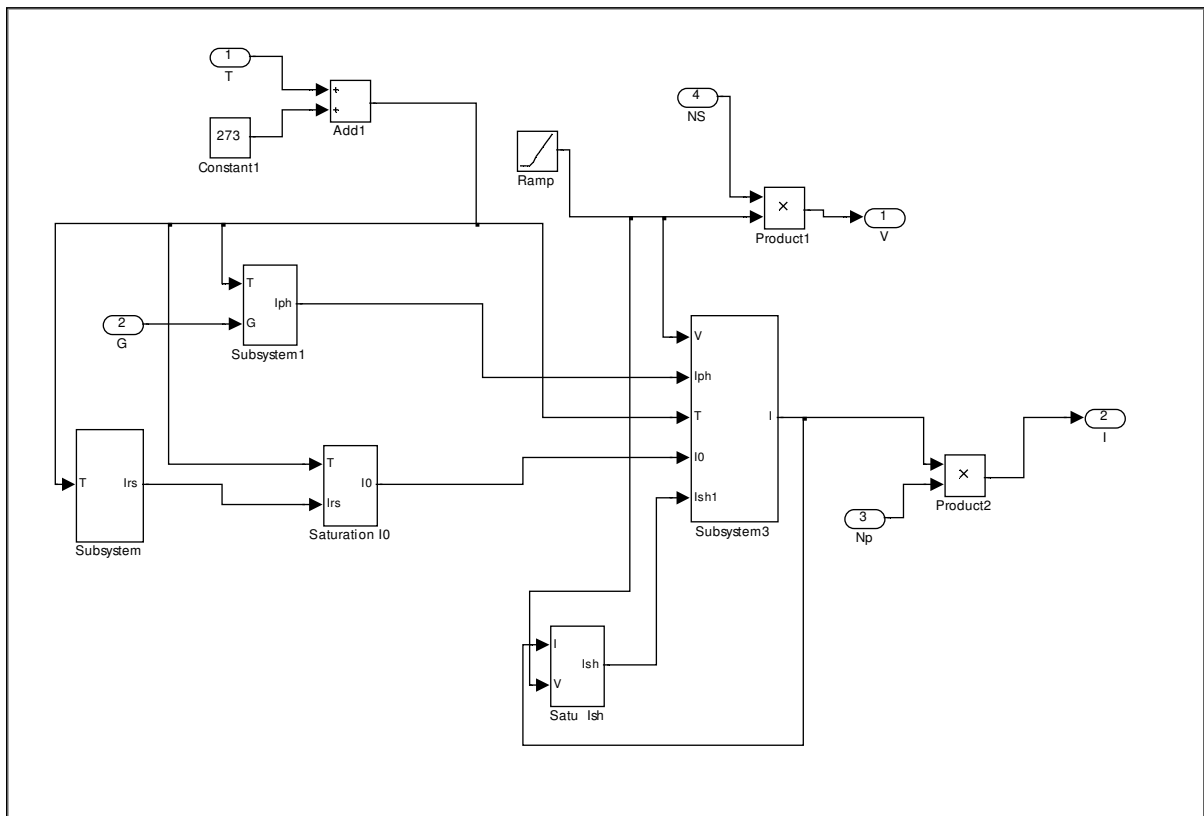 1
T
+
+
Add1
273
Constant1
Ramp
4
NS
×
Product1
1
V
T
Iph
G
Subsystem1
2
G
V
Iph
T
I
I0
Ish1
Subsystem3
T
Irs
Subsystem
T
I0
Irs
Saturation I0
2
I
×
Product2
3
Np
I
Ish
V
Satu Ish